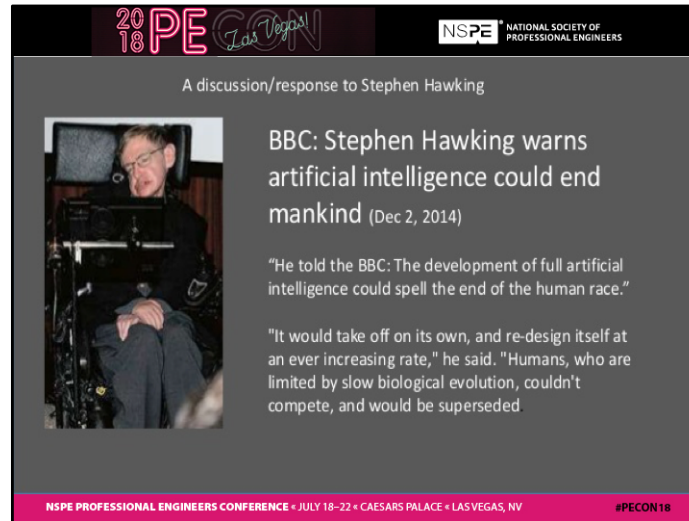 20
18 PE CON Las Vegas!
NSPE NATIONAL SOCIETY OF
PROFESSIONAL ENGINEERS
A discussion/response to Stephen Hawking
BBC: Stephen Hawking warns
artificial intelligence could end
mankind (Dec 2, 2014)
“He told the BBC: The development of full artificial
intelligence could spell the end of the human race.”
"It would take off on its own, and re-design itself at
an ever increasing rate," he said. "Humans, who are
limited by slow biological evolution, couldn't
compete, and would be superseded.
NSPE PROFESSIONAL ENGINEERS CONFERENCE « JULY 18–22 « CAESARS PALACE « LAS VEGAS, NV #PECON18